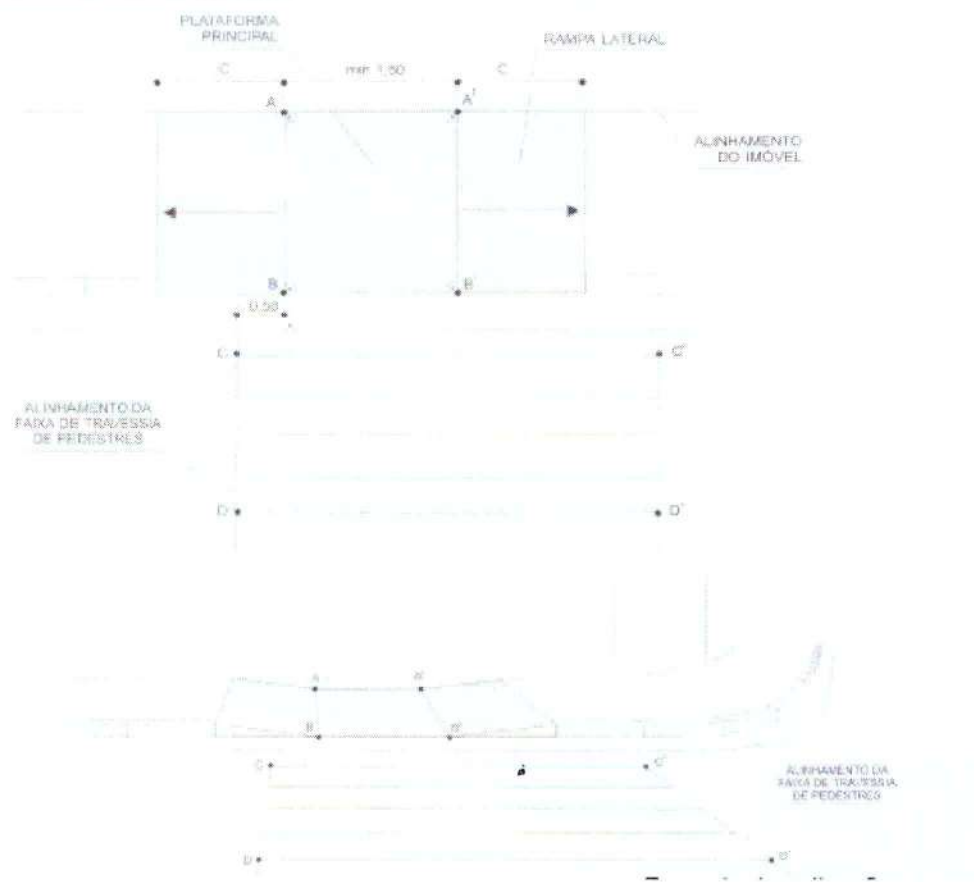 PLATAFORMA
PRINCIPAL
RAMPA LATERAL
C
min 1,50
C
A
A'
ALINHAMENTO
DO IMÓVEL
B
B'
0,50
C
C'
ALINHAMENTO DA
FAIXA DE TRAVESSIA
DE PEDESTRES
D
D'
A
A'
B
B'
C
C'
ALINHAMENTO DA
FAIXA DE TRAVESSIA
DE PEDESTRES
D
D'